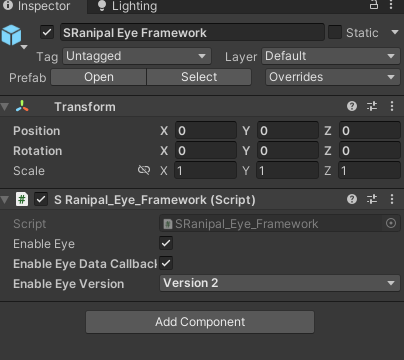 Inspector Lighting
SRanipal Eye Framework Static
Tag Untagged Layer Default
Prefab Open Select Overrides
Transform
Position X 0 Y 0 Z 0
Rotation X 0 Y 0 Z 0
Scale X 1 Y 1 Z 1
# S Ranipal_Eye_Framework (Script)
Script SRanipal_Eye_Framework
Enable Eye
Enable Eye Data Callback
Enable Eye Version Version 2
Add Component